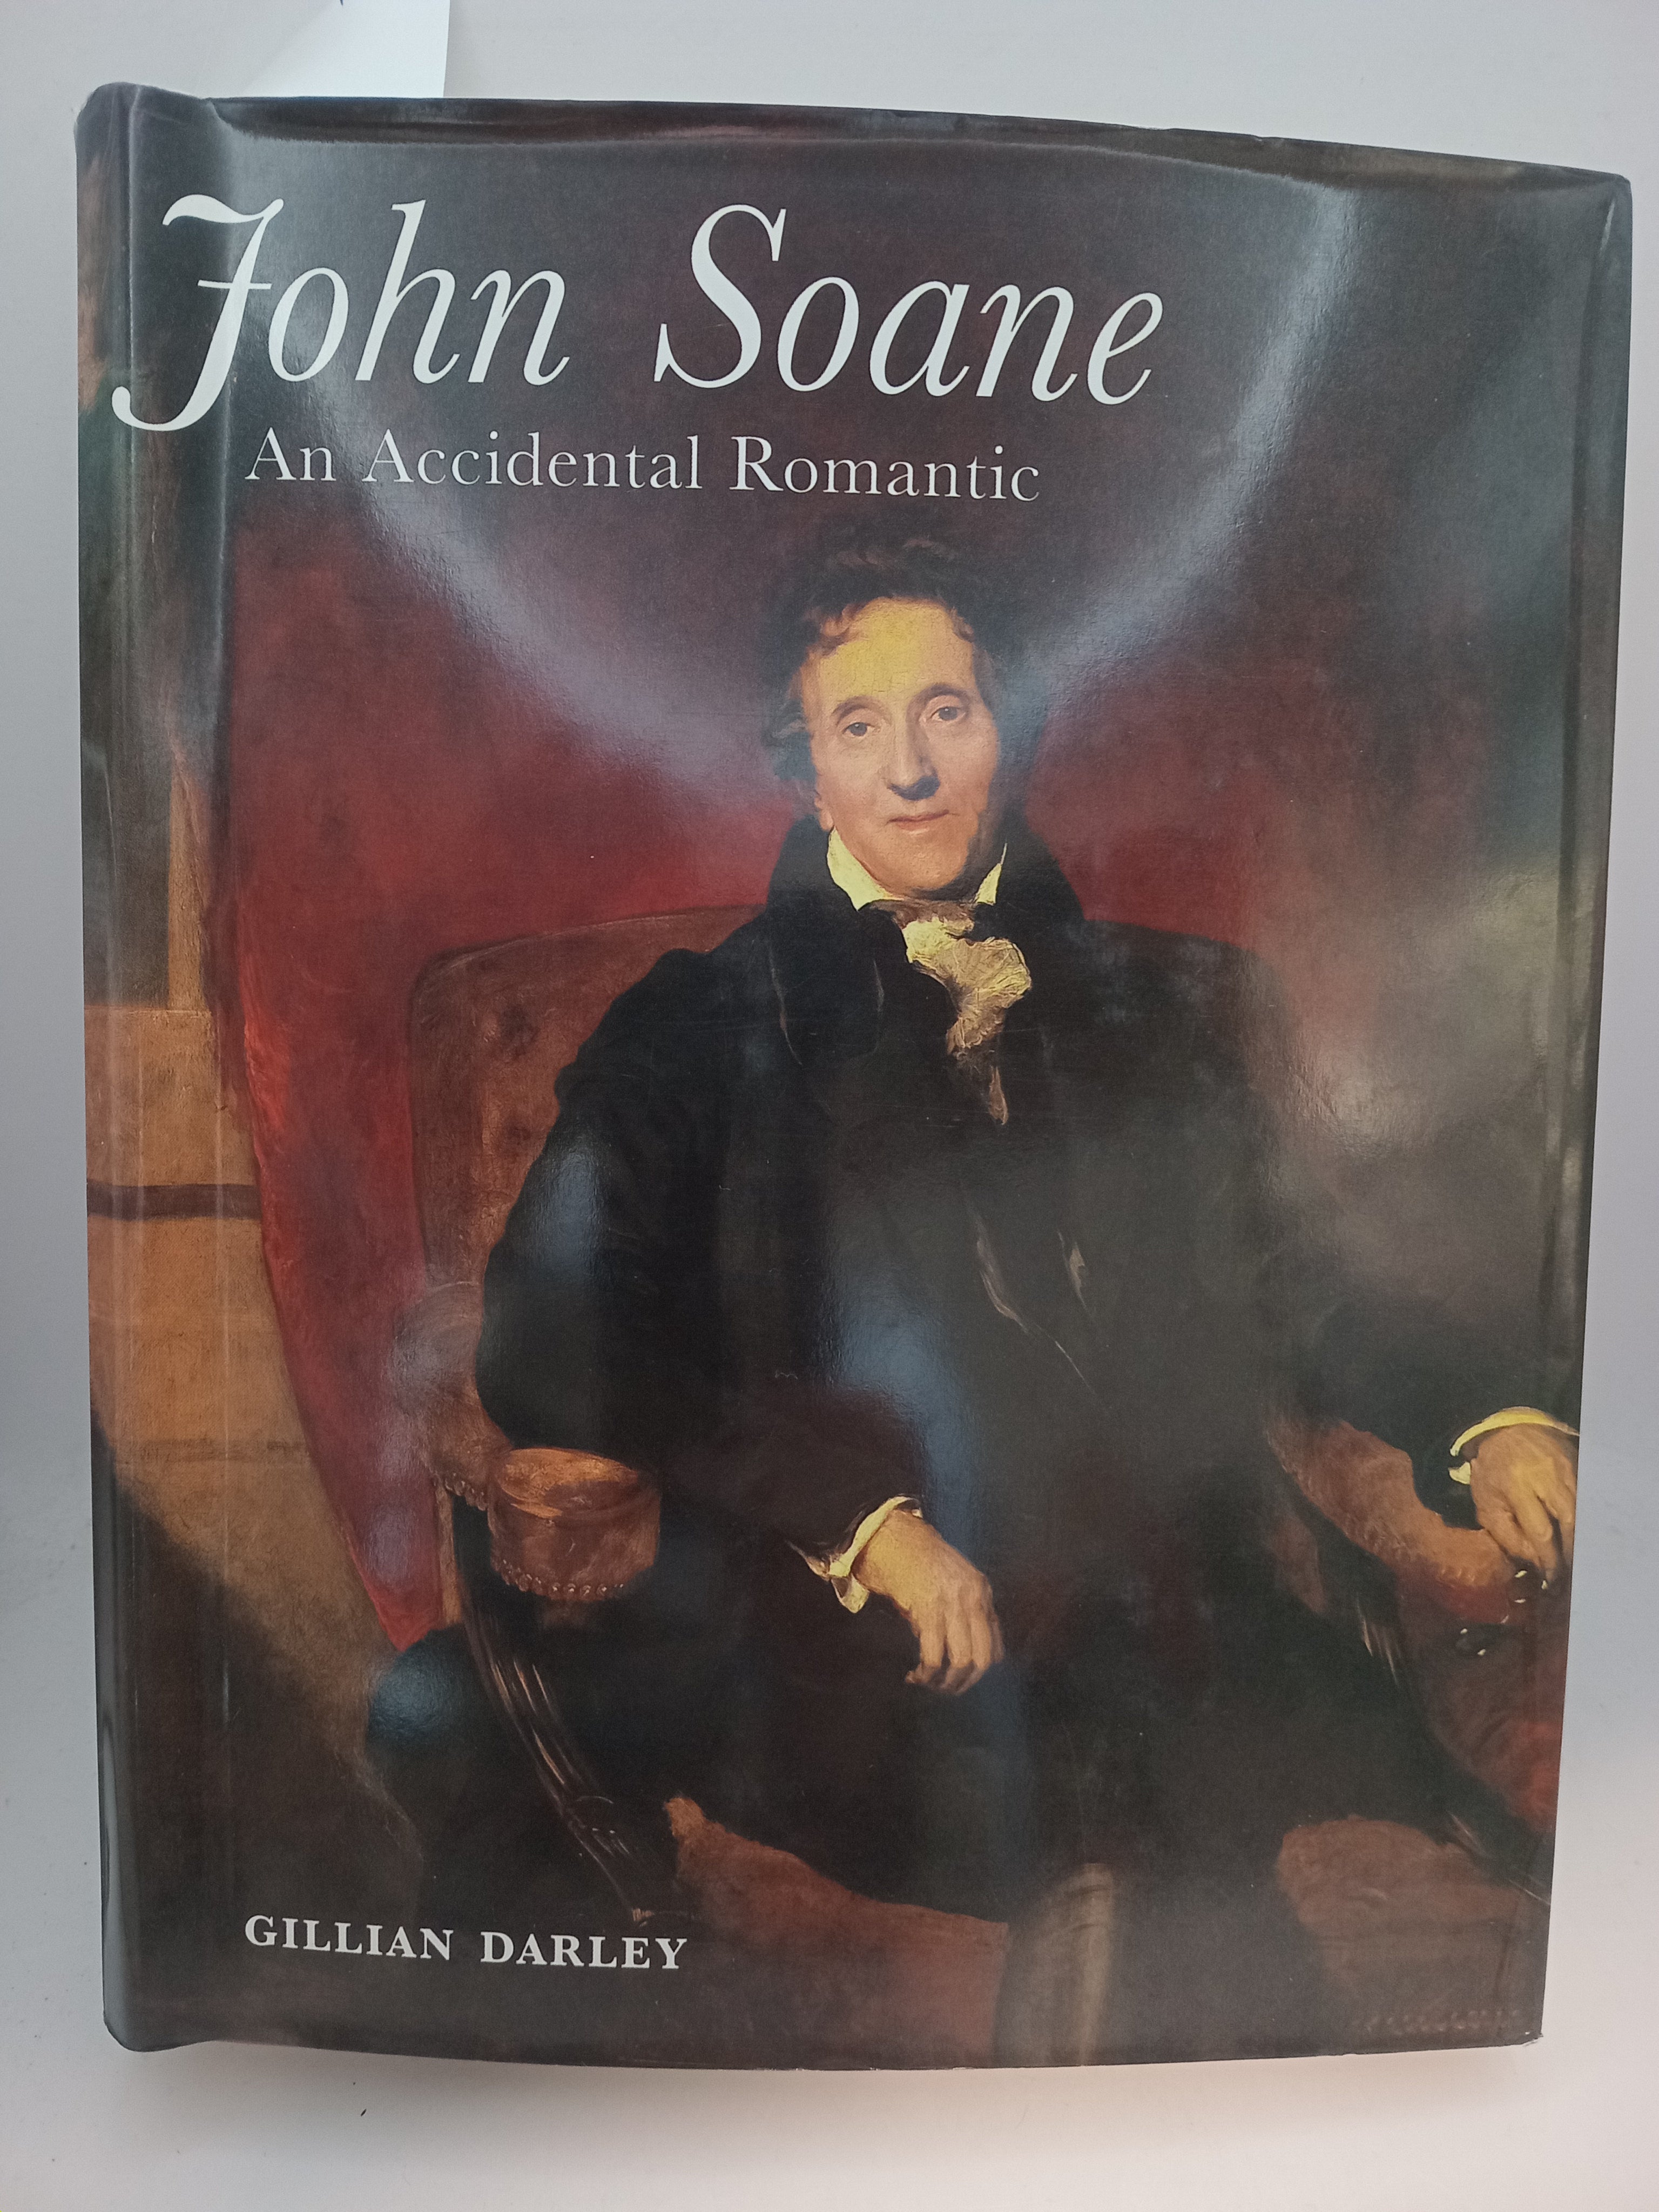 John Soane
An Accidental Romantic
GILLIAN DARLEY